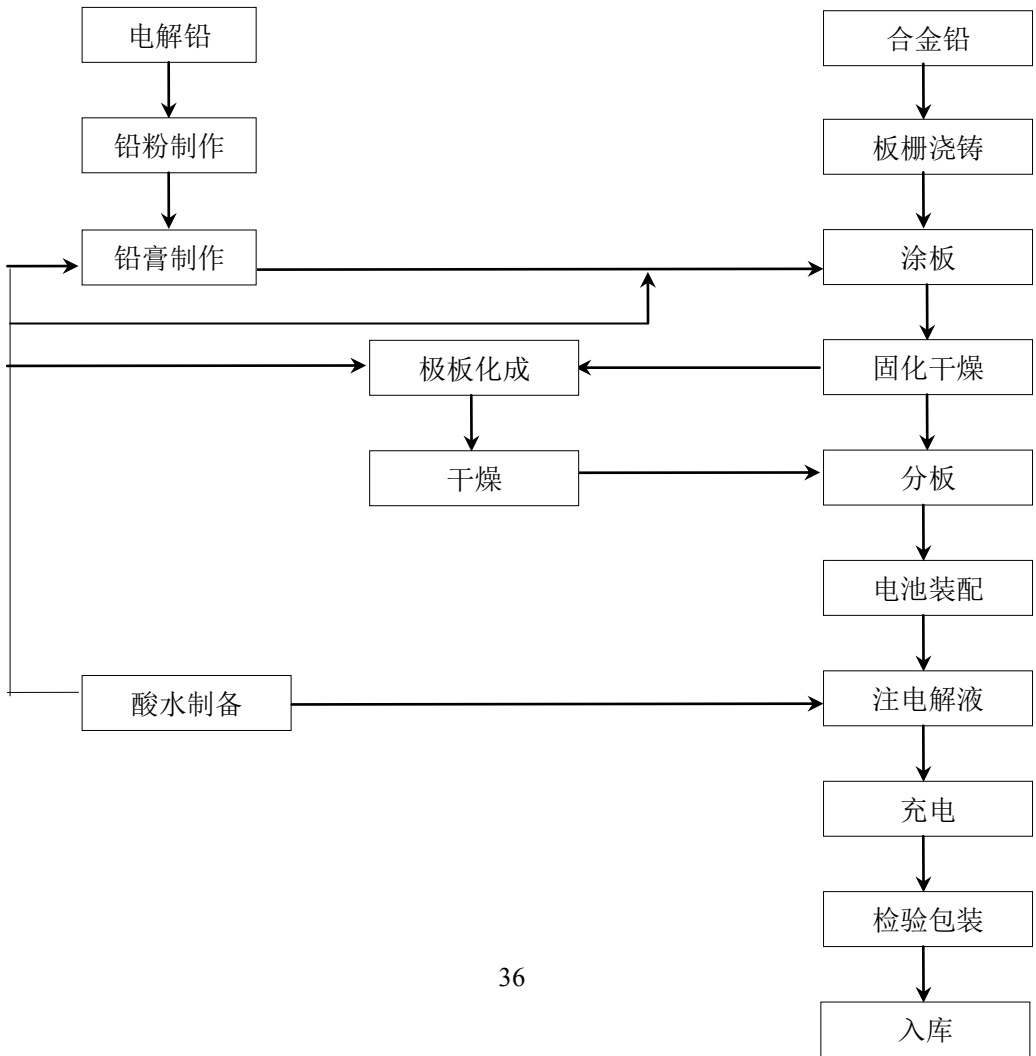 电解铅
合金铅
铅粉制作
板栅浇铸
铅膏制作
涂板
极板化成
固化干燥
干燥
分板
电池装配
酸水制备
注电解液
充电
检验包装
36
入库